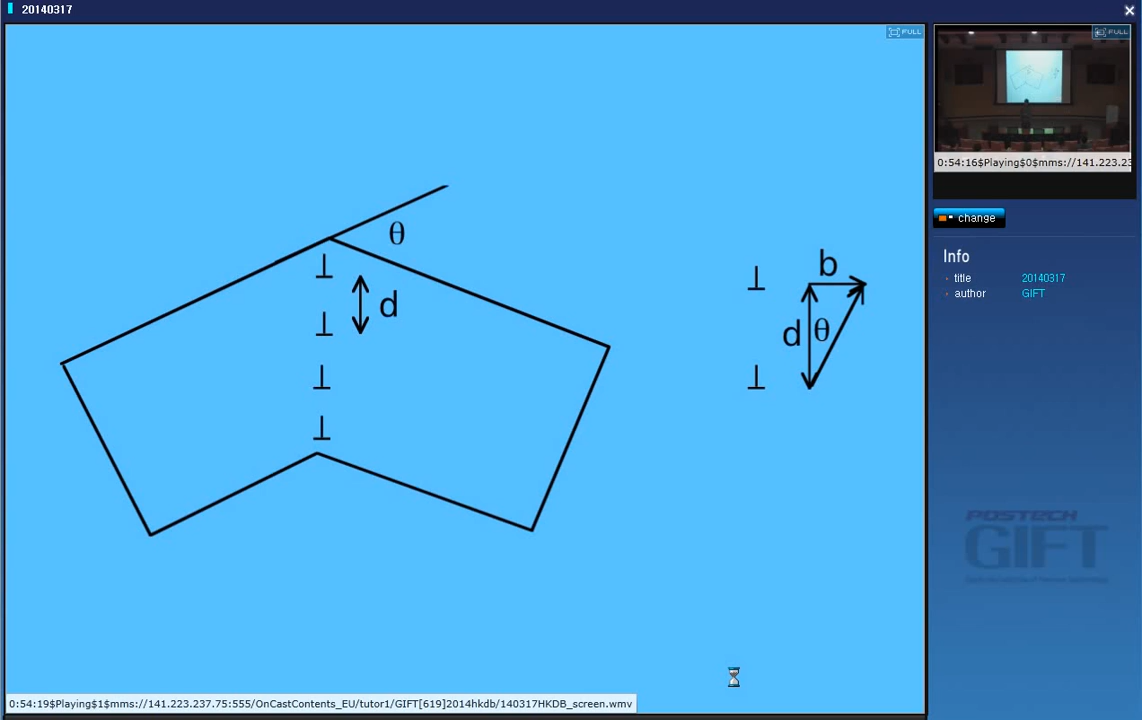 20140317
FULL
FULL
0:54:16$Playing$0$mms://141.223.23
change
Info
title 20140317
author GIFT
θ
⊥
d
⊥
⊥
⊥
b
⊥
d θ
⊥
POSTECH
GIFT
0:54:19$Playing$1$mms://141.223.237.75:555/OnCastContents_EU/tutor1/GIFT[619]2014hkdb/140317HKDB_screen.wmv